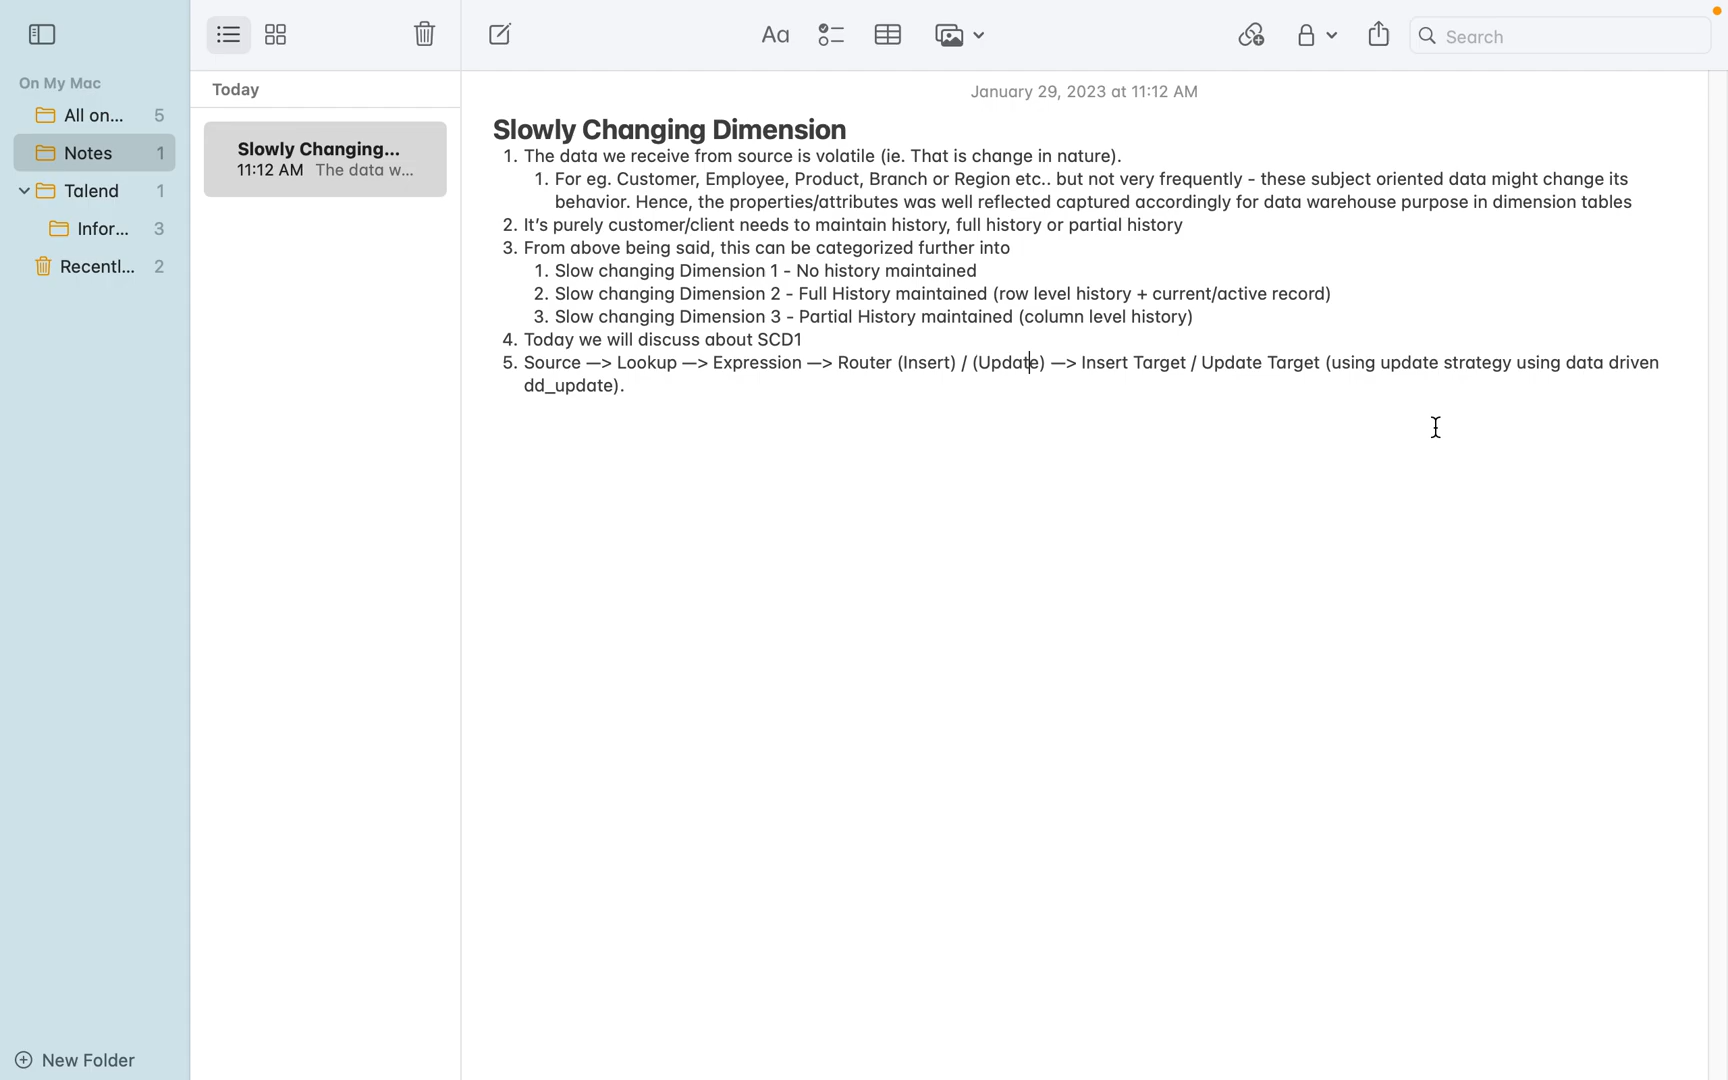 Search
On My Mac
All on... 5
Notes 1
Talend 1
Infor... 3
Recentl... 2
New Folder
Today
Slowly Changing...
11:12 AM The data w...
January 29, 2023 at 11:12 AM
Slowly Changing Dimension
1. The data we receive from source is volatile (ie. That is change in nature).
1. For eg. Customer, Employee, Product, Branch or Region etc.. but not very frequently - these subject oriented data might change its
behavior. Hence, the properties/attributes was well reflected captured accordingly for data warehouse purpose in dimension tables
2. It's purely customer/client needs to maintain history, full history or partial history
3. From above being said, this can be categorized further into
1. Slow changing Dimension 1 - No history maintained
2. Slow changing Dimension 2 - Full History maintained (row level history + current/active record)
3. Slow changing Dimension 3 - Partial History maintained (column level history)
4. Today we will discuss about SCD1
5. Source —> Lookup —> Expression —> Router (Insert) / (Update) —> Insert Target / Update Target (using update strategy using data driven
dd_update).